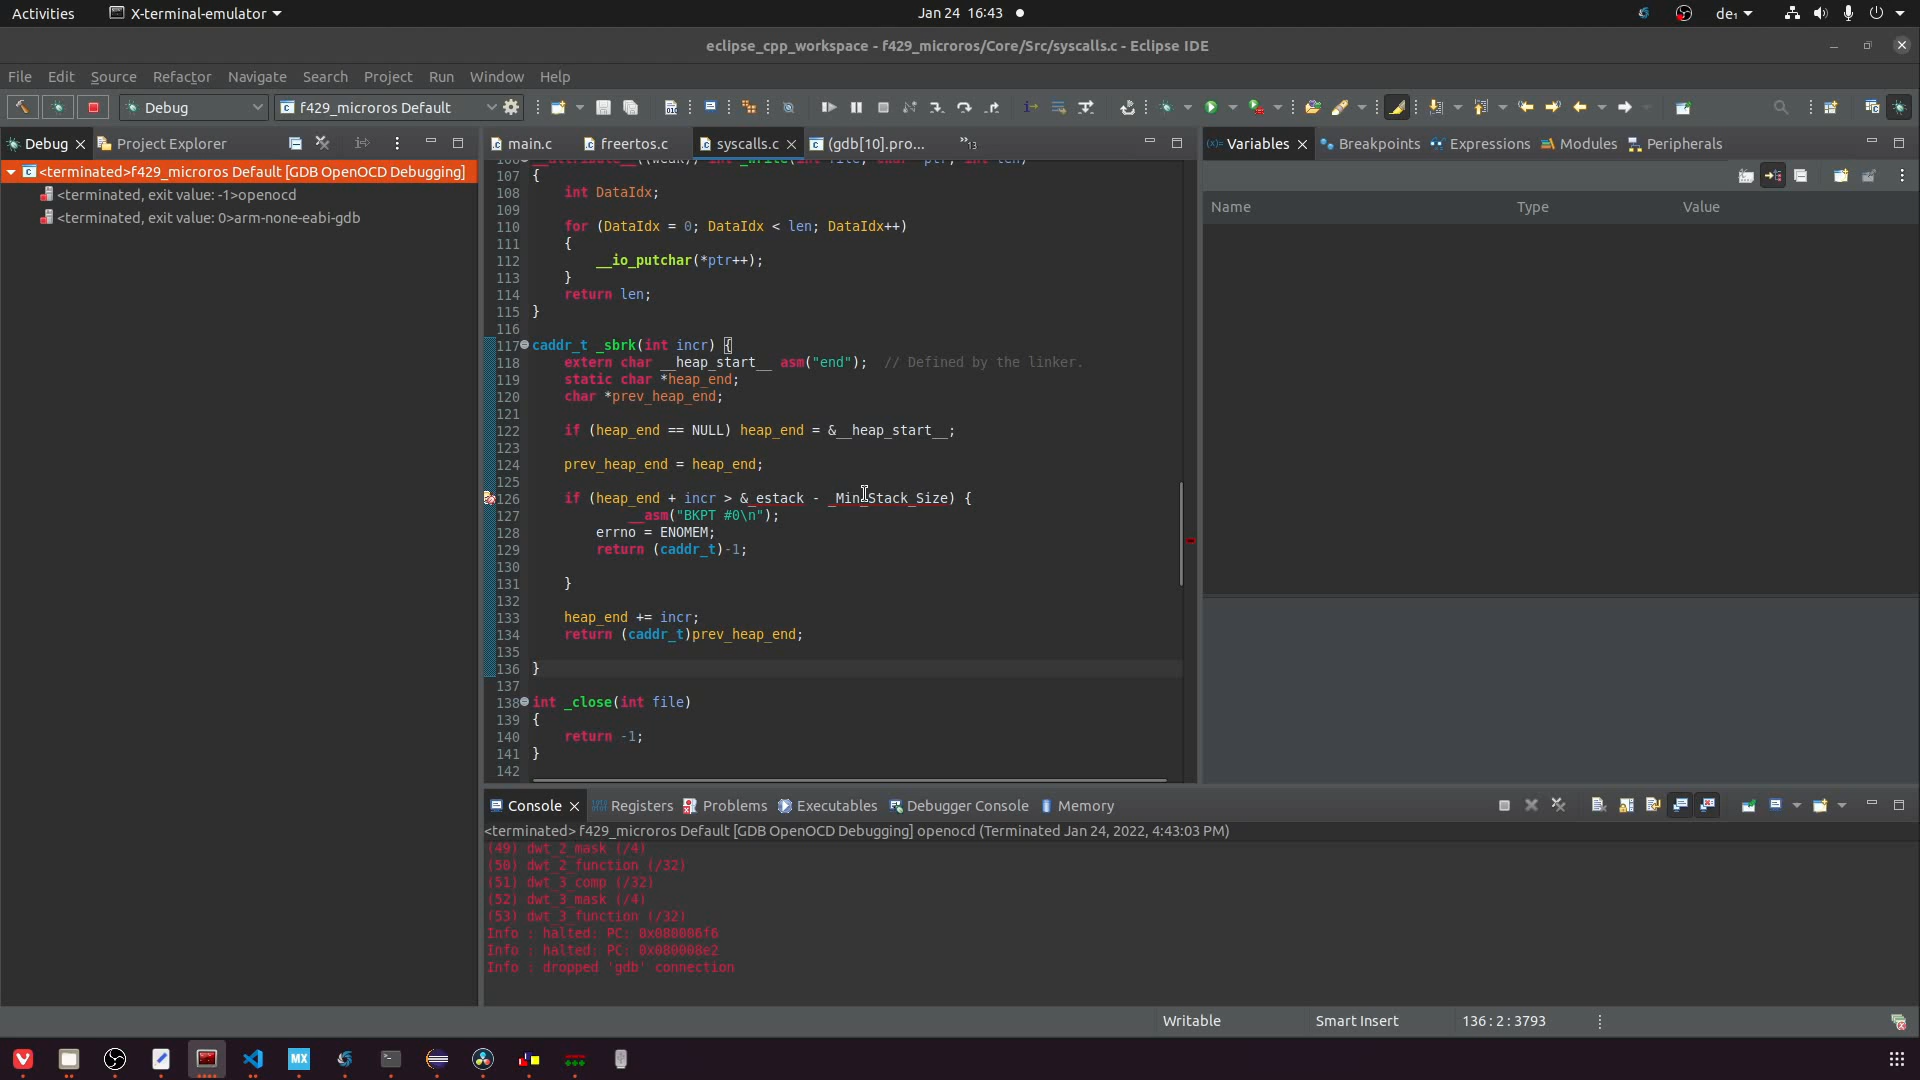 Activities
X-terminal-emulator
Jan 24 16:43
de₁
eclipse_cpp_workspace - f429_microros/Core/Src/syscalls.c - Eclipse IDE
File Edit Source Refactor Navigate Search Project Run Window Help
Debug
f429_microros Default
Debug
Project Explorer
<terminated>f429_microros Default [GDB OpenOCD Debugging]
<terminated, exit value: -1>openocd
<terminated, exit value: 0>arm-none-eabi-gdb
main.c
freertos.c
syscalls.c
(gdb[10].pro...
»13
107 {
108 int DataIdx;
109
110 for (DataIdx = 0; DataIdx < len; DataIdx++)
111 {
112 __io_putchar(*ptr++);
113 }
114 return len;
115 }
116
117 caddr_t _sbrk(int incr) {
118 extern char __heap_start__ asm("end"); // Defined by the linker.
119 static char *heap_end;
120 char *prev_heap_end;
121
122 if (heap_end == NULL) heap_end = &__heap_start__;
123
124 prev_heap_end = heap_end;
125
126 if (heap_end + incr > &_estack - _Min_Stack_Size) {
127 __asm("BKPT #0\n");
128 errno = ENOMEM;
129 return (caddr_t)-1;
130
131 }
132
133 heap_end += incr;
134 return (caddr_t)prev_heap_end;
135
136 }
137
138 int _close(int file)
139 {
140 return -1;
141 }
142
Variables
Breakpoints
Expressions
Modules
Peripherals
Name Type Value
Console
Registers
Problems
Executables
Debugger Console
Memory
<terminated> f429_microros Default [GDB OpenOCD Debugging] openocd (Terminated Jan 24, 2022, 4:43:03 PM)
(49) dwt_2_mask (/4)
(50) dwt_2_function (/32)
(51) dwt_3_comp (/32)
(52) dwt_3_mask (/4)
(53) dwt_3_function (/32)
Info : halted: PC: 0x080006f6
Info : halted: PC: 0x080008e2
Info : dropped 'gdb' connection
Writable
Smart Insert
136 : 2 : 3793
MX